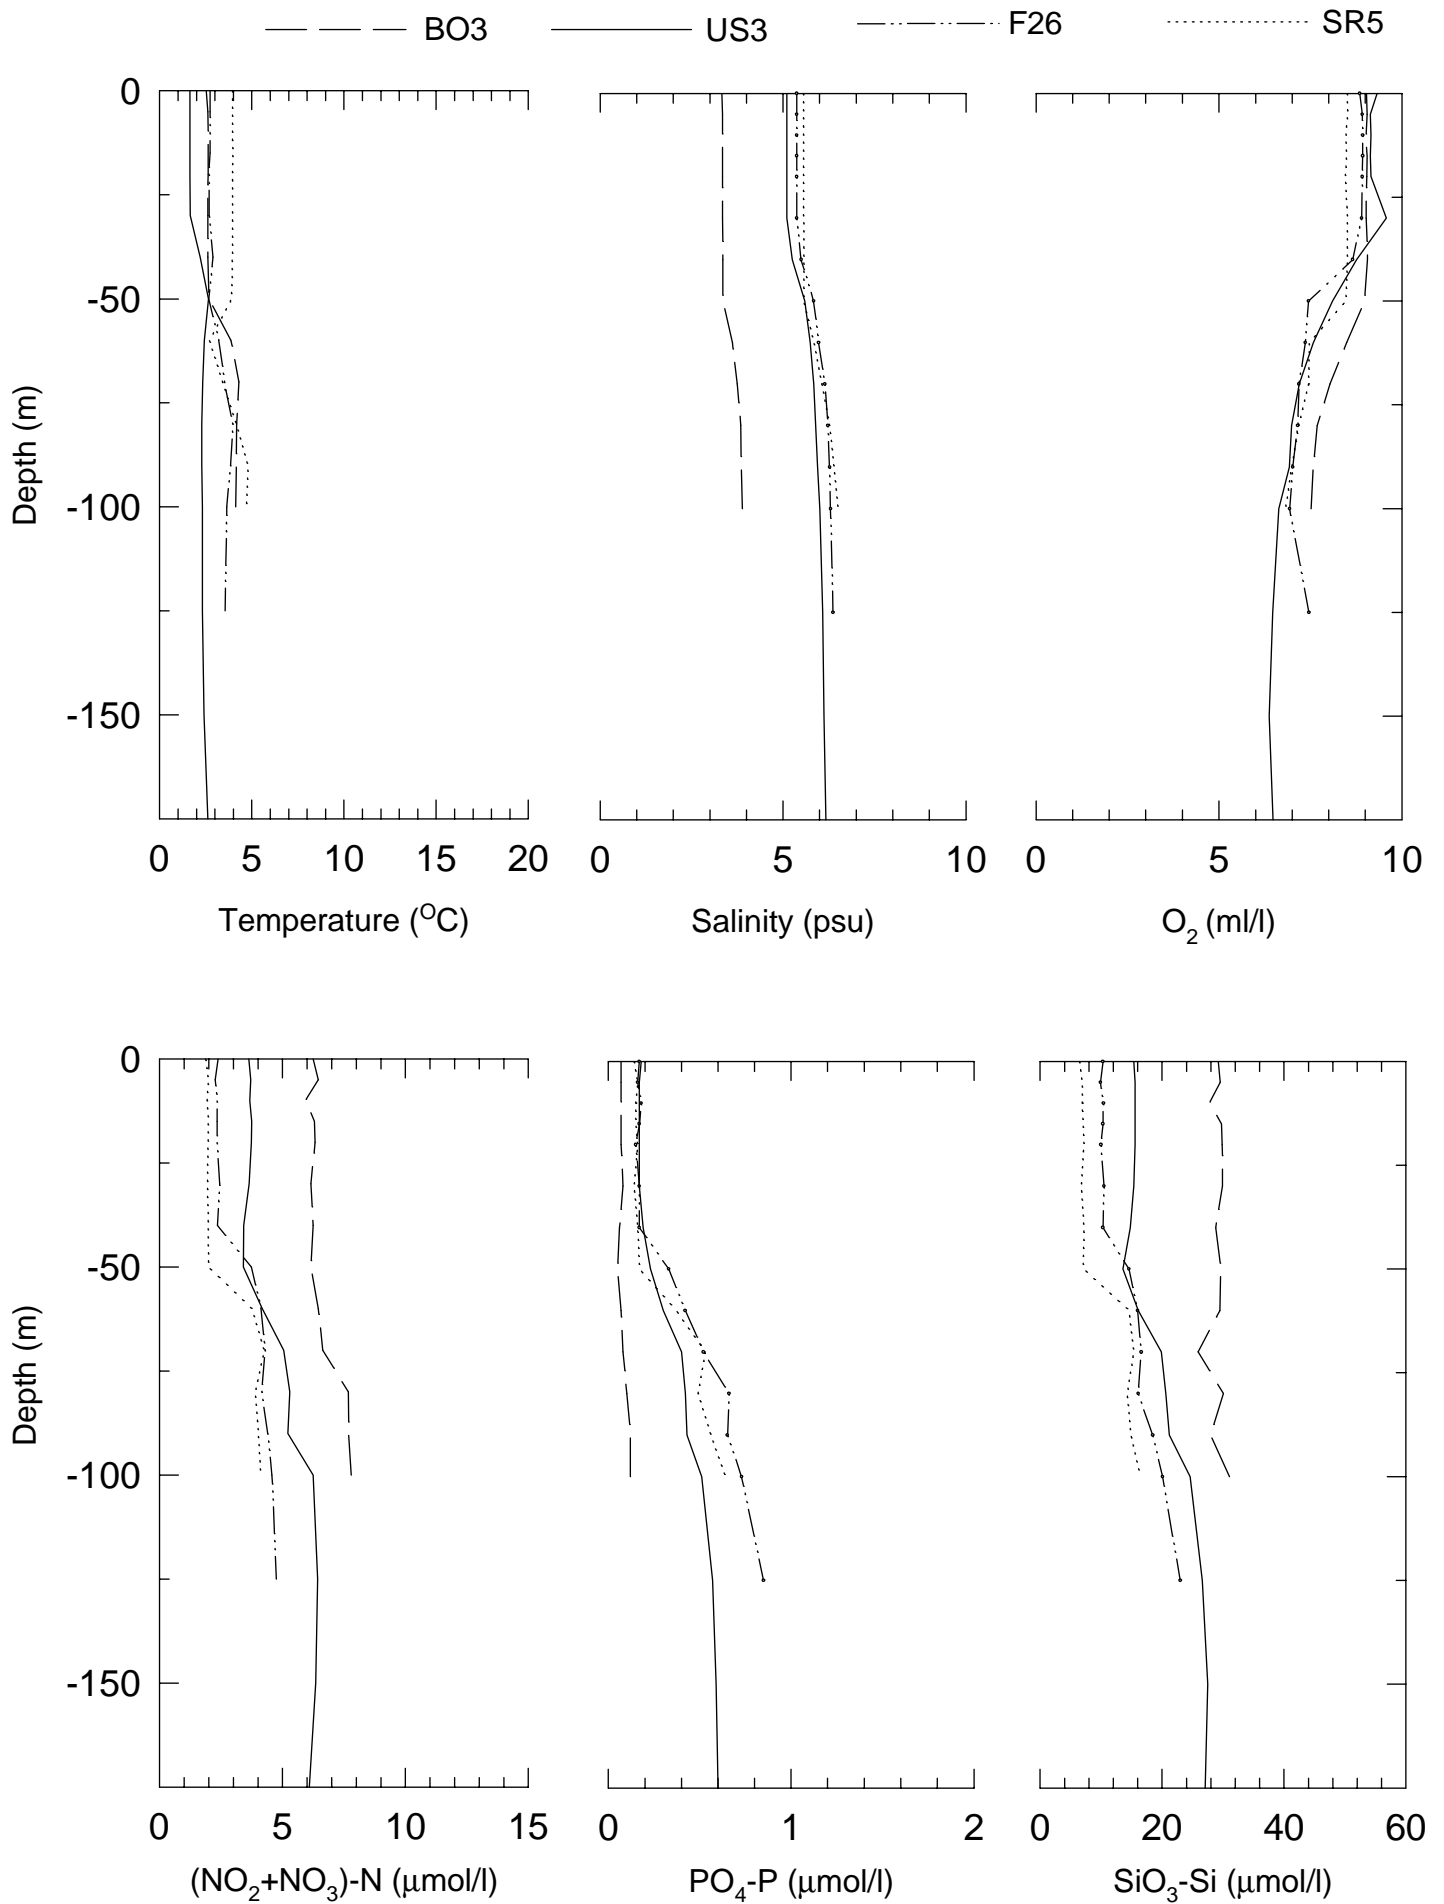 BO3 US3 F26 SR5
0
-50
-100
-150
Depth (m)
0 5 10 15 20
0 5 10
0 5 10
Temperature (OC) Salinity (psu) O2 (ml/l)
0
-50
-100
-150
Depth (m)
0 5 10 15
0 1 2
0 20 40 60
(NO2+NO3)-N (μmol/l) PO4-P (μmol/l) SiO3-Si (μmol/l)